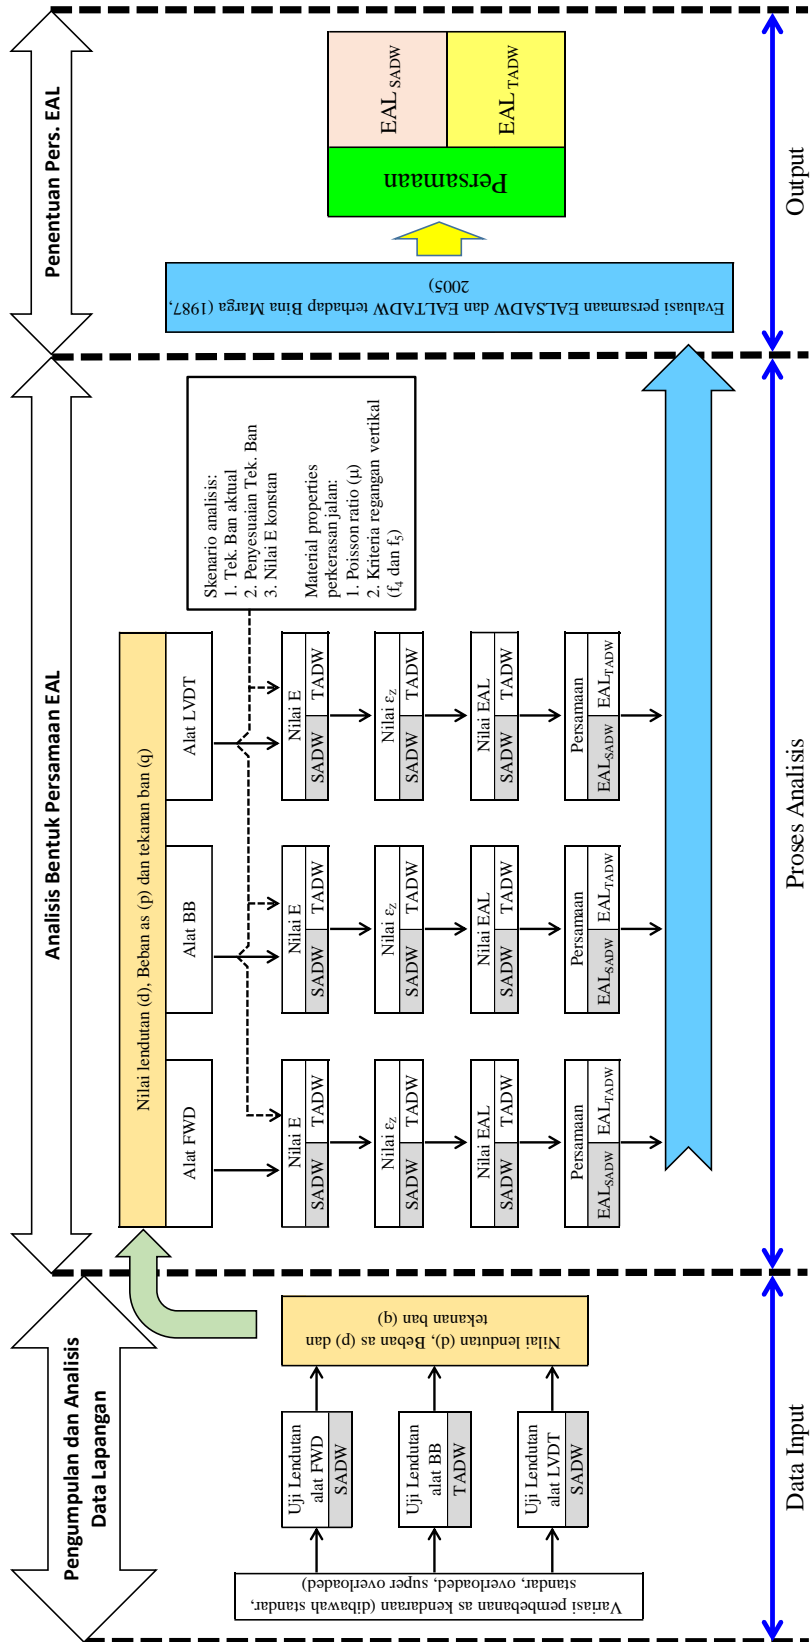 Pengumpulan dan Analisis
Data Lapangan
Analisis Bentuk Persamaan EAL
Penentuan Pers. EAL
Variasi pembebanan as kendaraan (dibawah standar,
standar, overloaded, super overloaded)
Uji Lendutan
alat FWD
SADW
Uji Lendutan
alat BB
TADW
Uji Lendutan
alat LVDT
SADW
Nilai lendutan (d), Beban as (p) dan
tekanan ban (q)
Nilai lendutan (d), Beban as (p) dan tekanan ban (q)
Alat FWD
Alat BB
Alat LVDT
Nilai E
SADW TADW
Nilai εz
SADW TADW
Nilai EAL
SADW TADW
Persamaan
EALSADW EALTADW
Nilai E
SADW TADW
Nilai εz
SADW TADW
Nilai EAL
SADW TADW
Persamaan
EALSADW EALTADW
Nilai E
SADW TADW
Nilai εz
SADW TADW
Nilai EAL
SADW TADW
Persamaan
EALSADW EALTADW
Skenario analisis:
1. Tek. Ban aktual
2. Penyesuaian Tek. Ban
3. Nilai E konstan
Material properties
perkerasan jalan:
1. Poisson ratio (μ)
2. Kriteria regangan vertikal
(f4 dan f5)
Evaluasi persamaan EALSADW dan EALTADW terhadap Bina Marga (1987,
2005)
Persamaan
EAL SADW
EAL TADW
Data Input
Proses Analisis
Output